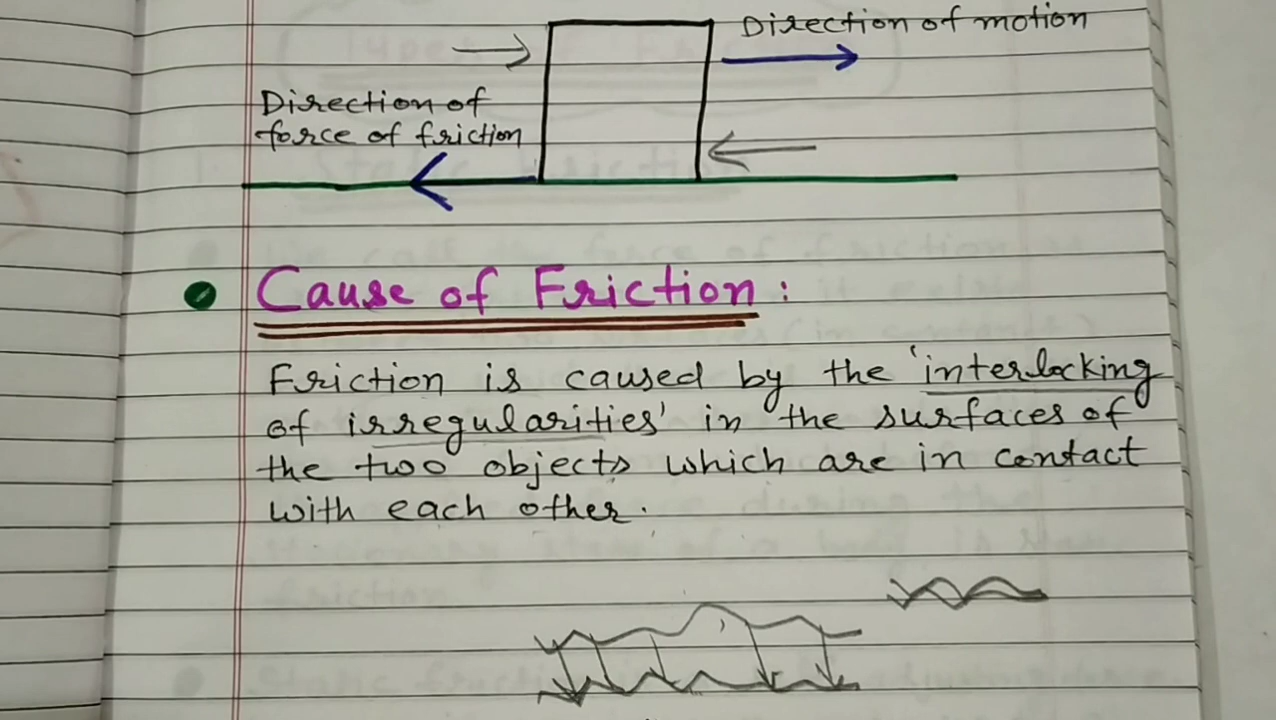 Direction of motion
Direction of
force of friction
Cause of Friction :
Friction is caused by the 'interlocking
of irregularities' in the surfaces of
the two objects which are in contact
with each other.